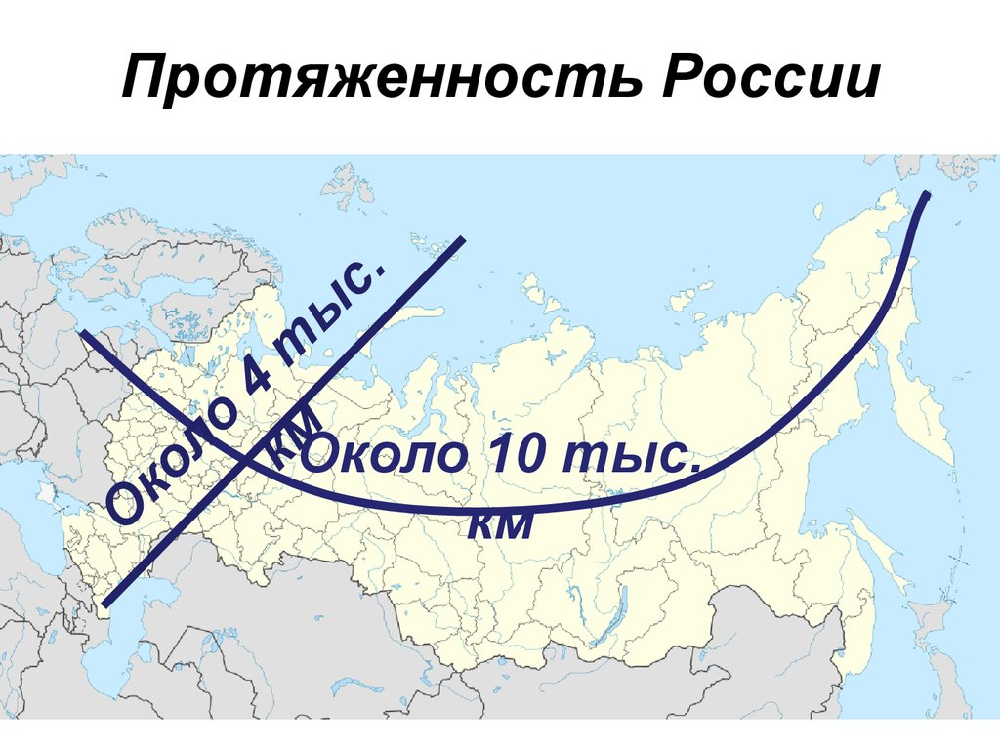 Протяженность России
Около 4 тыс.
км
Около 10 тыс.
км